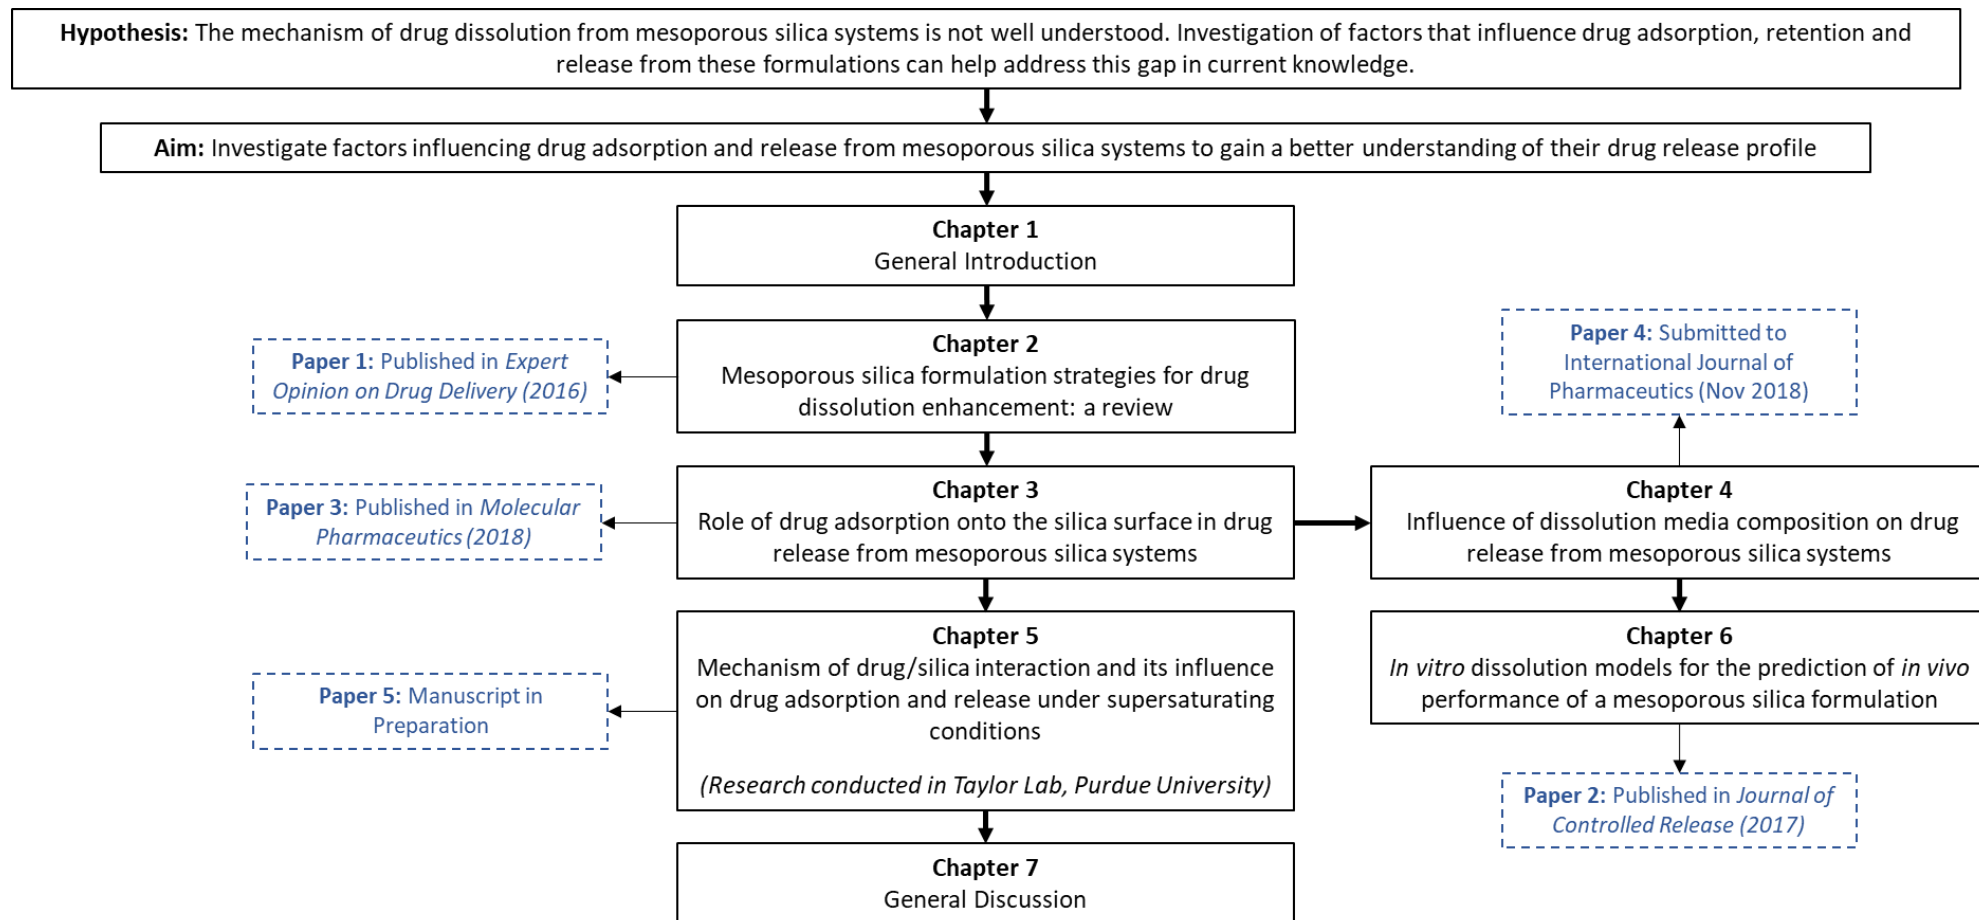 Hypothesis: The mechanism of drug dissolution from mesoporous silica systems is not well understood. Investigation of factors that influence drug adsorption, retention and
release from these formulations can help address this gap in current knowledge.
Aim: Investigate factors influencing drug adsorption and release from mesoporous silica systems to gain a better understanding of their drug release profile
Chapter 1
General Introduction
Chapter 2
Mesoporous silica formulation strategies for drug
dissolution enhancement: a review
Paper 1: Published in Expert
Opinion on Drug Delivery (2016)
Paper 4: Submitted to
International Journal of
Pharmaceutics (Nov 2018)
Chapter 3
Role of drug adsorption onto the silica surface in drug
release from mesoporous silica systems
Paper 3: Published in Molecular
Pharmaceutics (2018)
Chapter 4
Influence of dissolution media composition on drug
release from mesoporous silica systems
Chapter 5
Mechanism of drug/silica interaction and its influence
on drug adsorption and release under supersaturating
conditions
(Research conducted in Taylor Lab, Purdue University)
Paper 5: Manuscript in
Preparation
Chapter 6
In vitro dissolution models for the prediction of in vivo
performance of a mesoporous silica formulation
Paper 2: Published in Journal of
Controlled Release (2017)
Chapter 7
General Discussion